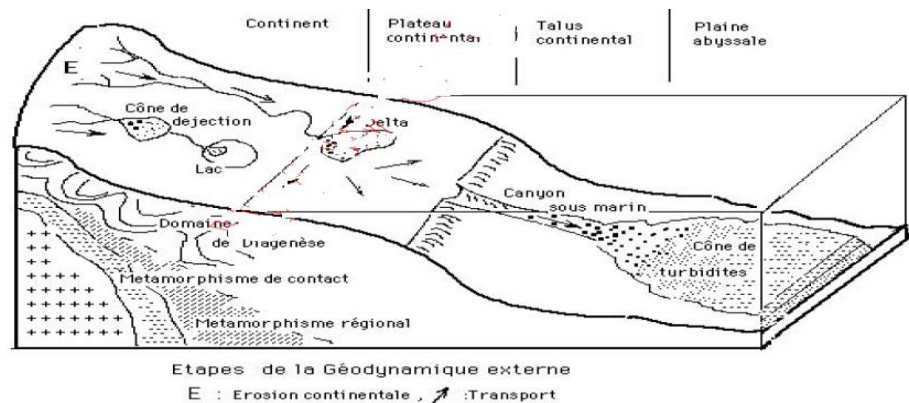 Continent
Plateau
continental
Talus
continental
Plaine
abyssale
E
Cône de
dejection
Lac
Delta
Canyon
sous marin
Cône de
turbidites
Domaine
de Diagenèse
Metamorphisme de contact
Metamorphisme régional
Etapes de la Géodynamique externe
E : Erosion continentale , :Transport